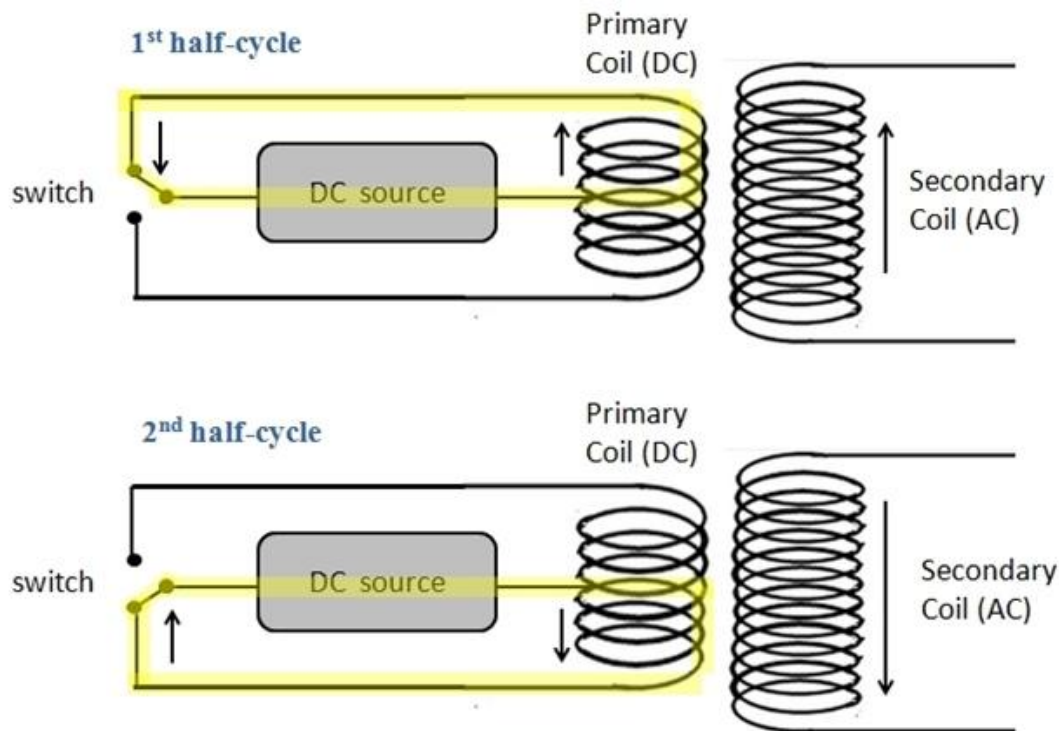 1st half-cycle
Primary
Coil (DC)
switch
DC source
Secondary
Coil (AC)
2nd half-cycle
Primary
Coil (DC)
switch
DC source
Secondary
Coil (AC)